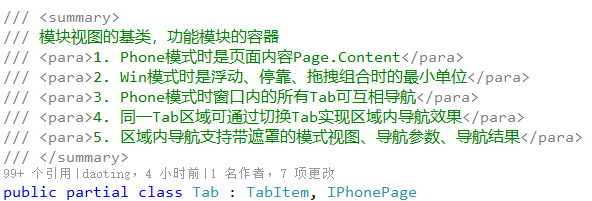 /// <summary>
/// 模块视图的基类，功能模块的容器
/// <para>1. Phone模式时是页面内容Page.Content</para>
/// <para>2. Win模式时是浮动、停靠、拖拽组合时的最小单位</para>
/// <para>3. Phone模式时窗口内的所有Tab可互相导航</para>
/// <para>4. 同一Tab区域可通过切换Tab实现区域内导航效果</para>
/// <para>5. 区域内导航支持带遮罩的模式视图、导航参数、导航结果</para>
/// </summary>
99+ 个引用|daoting，4 小时前|1 名作者，7 项更改
public partial class Tab : TabItem, IPhonePage